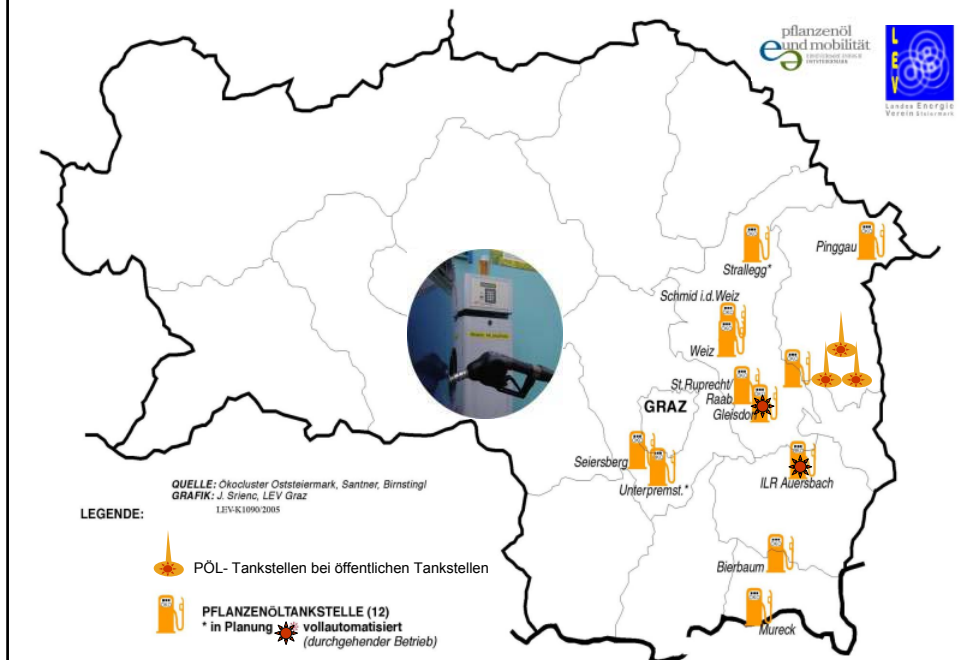 pflanzenöl
und mobilität
LEV
Landes Energie
Verein Steiermark
Pinggau
Strallegg*
Schmid i.d.Weiz
Weiz
St.Ruprecht/
Raab.
Gleisdorf
GRAZ
Seiersberg
Unterpremst.*
ILR Auersbach
QUELLE: Ökocluster Oststeiermark, Santner, Birnstingl
GRAFIK: J. Srienc, LEV Graz
LEV-K1090/2005
LEGENDE:
PÖL- Tankstellen bei öffentlichen Tankstellen
Bierbaum
PFLANZENÖLTANKSTELLE (12)
* in Planung vollautomatisiert
(durchgehender Betrieb)
Mureck